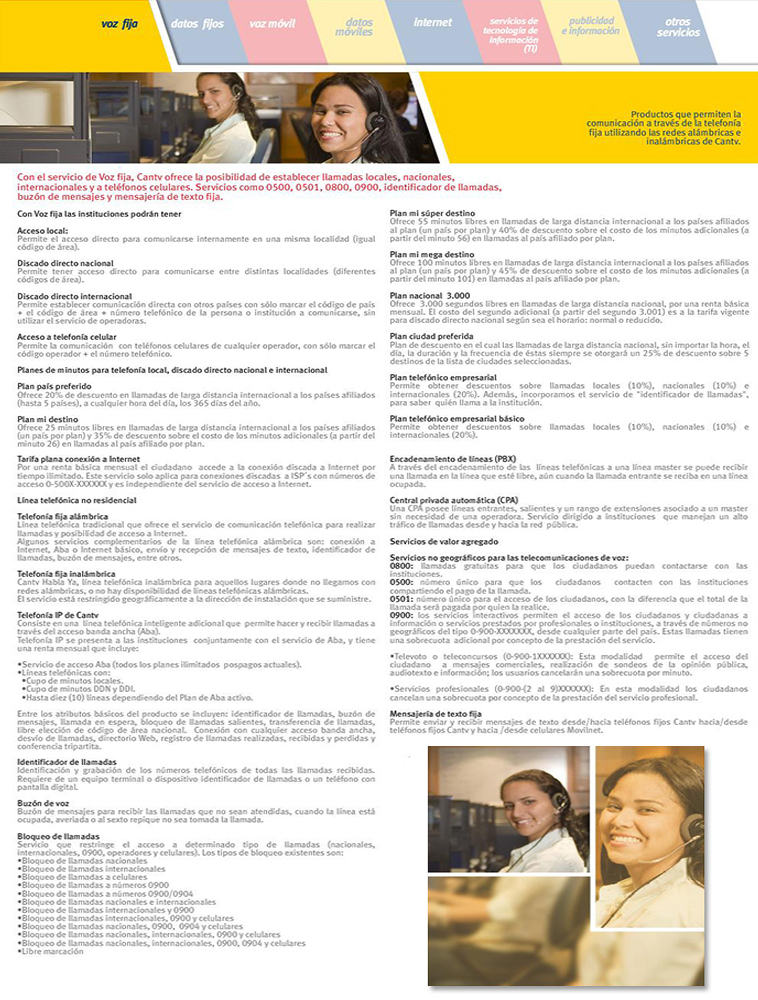 voz fija
datos fijos
voz móvil
datos
móviles
internet
servicios de
tecnología de
información
(TI)
publicidad
e información
otros
servicios
Productos que permiten la
comunicación a través de la telefonía
fija utilizando las redes alámbricas e
inalámbricas de Cantv.
Con el servicio de Voz fija, Cantv ofrece la posibilidad de establecer llamadas locales, nacionales,
internacionales y a teléfonos celulares. Servicios como 0500, 0501, 0800, 0900, identificador de llamadas,
buzón de mensajes y mensajería de texto fija.
Con Voz fija las instituciones podrán tener
Acceso local:
Permite el acceso directo para comunicarse internamente en una misma localidad (igual
código de área).
Discado directo nacional
Permite tener acceso directo para comunicarse entre distintas localidades (diferentes
códigos de área).
Discado directo internacional
Permite establecer comunicación directa con otros países con sólo marcar el código de país
+ el código de área + número telefónico de la persona o institución a comunicarse, sin
utilizar el servicio de operadoras.
Acceso a telefonía celular
Permite la comunicación con teléfonos celulares de cualquier operador, con sólo marcar el
código operador + el número telefónico.
Planes de minutos para telefonía local, discado directo nacional e internacional
Plan país preferido
Ofrece 20% de descuento en llamadas de larga distancia internacional a los países afiliados
(hasta 5 países), a cualquier hora del día, los 365 días del año.
Plan mi destino
Ofrece 25 minutos libres en llamadas de larga distancia internacional a los países afiliados
(un país por plan) y 35% de descuento sobre el costo de los minutos adicionales (a partir del
minuto 26) en llamadas al país afiliado por plan.
Tarifa plana conexión a Internet
Por una renta básica mensual el ciudadano accede a la conexión discada a Internet por
tiempo ilimitado. Este servicio solo aplica para conexiones discadas a ISP´s con números de
acceso 0-500X-XXXXXX y es independiente del servicio de acceso a Internet.
Línea telefónica no residencial
Telefonía fija alámbrica
Línea telefónica tradicional que ofrece el servicio de comunicación telefónica para realizar
llamadas y posibilidad de acceso a Internet.
Algunos servicios complementarios de la línea telefónica alámbrica son: conexión a
Internet, Aba o Internet básico, envío y recepción de mensajes de texto, identificador de
llamadas, buzón de mensajes, entre otros.
Telefonía fija inalámbrica
Cantv Habla Ya, línea telefónica inalámbrica para aquellos lugares donde no llegamos con
redes alámbricas, o no hay disponibilidad de líneas telefónicas alámbricas.
El servicio está restringido geográficamente a la dirección de instalación que se suministre.
Telefonía IP de Cantv
Consiste en una línea telefónica inteligente adicional que permite hacer y recibir llamadas a
través del acceso banda ancha (Aba).
Telefonía IP se presenta a las instituciones conjuntamente con el servicio de Aba, y tiene
una renta mensual que incluye:
•Servicio de acceso Aba (todos los planes ilimitados pospagos actuales).
•Líneas telefónicas con:
•Cupo de minutos locales.
•Cupo de minutos DDN y DDI.
•Hasta diez (10) líneas dependiendo del Plan de Aba activo.
Entre los atributos básicos del producto se incluyen: identificador de llamadas, buzón de
mensajes, llamada en espera, bloqueo de llamadas salientes, transferencia de llamadas,
libre elección de código de área nacional. Conexión con cualquier acceso banda ancha,
desvío de llamadas, directorio Web, registro de llamadas realizadas, recibidas y perdidas y
conferencia tripartita.
Identificador de llamadas
Identificación y grabación de los números telefónicos de todas las llamadas recibidas.
Requiere de un equipo terminal o dispositivo identificador de llamadas o un teléfono con
pantalla digital.
Buzón de voz
Buzón de mensajes para recibir las llamadas que no sean atendidas, cuando la línea está
ocupada, averiada o al sexto repique no sea tomada la llamada.
Bloqueo de llamadas
Servicio que restringe el acceso a determinado tipo de llamadas (nacionales,
internacionales, 0900, operadores y celulares). Los tipos de bloqueo existentes son:
•Bloqueo de llamadas nacionales
•Bloqueo de llamadas internacionales
•Bloqueo de llamadas a celulares
•Bloqueo de llamadas a números 0900
•Bloqueo de llamadas a números 0900/0904
•Bloqueo de llamadas nacionales e internacionales
•Bloqueo de llamadas internacionales y 0900
•Bloqueo de llamadas internacionales, 0900 y celulares
•Bloqueo de llamadas nacionales, 0900, 0904 y celulares
•Bloqueo de llamadas nacionales, internacionales, 0900 y celulares
•Bloqueo de llamadas nacionales, internacionales, 0900, 0904 y celulares
•Libre marcación
Plan mi súper destino
Ofrece 55 minutos libres en llamadas de larga distancia internacional a los países afiliados
al plan (un país por plan) y 40% de descuento sobre el costo de los minutos adicionales (a
partir del minuto 56) en llamadas al país afiliado por plan.
Plan mi mega destino
Ofrece 100 minutos libres en llamadas de larga distancia internacional a los países afiliados
al plan (un país por plan) y 45% de descuento sobre el costo de los minutos adicionales (a
partir del minuto 101) en llamadas al país afiliado por plan.
Plan nacional 3.000
Ofrece 3.000 segundos libres en llamadas de larga distancia nacional, por una renta básica
mensual. El costo del segundo adicional (a partir del segundo 3.001) es a la tarifa vigente
para discado directo nacional según sea el horario: normal o reducido.
Plan ciudad preferida
Plan de descuento en el cual las llamadas de larga distancia nacional, sin importar la hora, el
día, la duración y la frecuencia de éstas siempre se otorgará un 25% de descuento sobre 5
destinos de la lista de ciudades seleccionadas.
Plan telefónico empresarial
Permite obtener descuentos sobre llamadas locales (10%), nacionales (10%) e
internacionales (20%). Además, incorporamos el servicio de "identificador de llamadas",
para saber quién llama a la institución.
Plan telefónico empresarial básico
Permite obtener descuentos sobre llamadas locales (10%), nacionales (10%) e
internacionales (20%).
Encadenamiento de líneas (PBX)
A través del encadenamiento de las líneas telefónicas a una línea master se puede recibir
una llamada en la línea que esté libre, aún cuando la llamada entrante se reciba en una línea
ocupada.
Central privada automática (CPA)
Una CPA posee líneas entrantes, salientes y un rango de extensiones asociado a un master
sin necesidad de una operadora. Servicio dirigido a instituciones que manejan un alto
tráfico de llamadas desde y hacia la red pública.
Servicios de valor agregado
Servicios no geográficos para las telecomunicaciones de voz:
0800: llamadas gratuitas para que los ciudadanos puedan contactarse con las
instituciones.
0500: número único para que los ciudadanos contacten con las instituciones
compartiendo el pago de la llamada.
0501: número único para el acceso de los ciudadanos, con la diferencia que el total de la
llamada será pagada por quien la realice.
0900: los servicios interactivos permiten el acceso de los ciudadanos y ciudadanas a
información o servicios prestados por profesionales o instituciones, a través de números no
geográficos del tipo 0-900-XXXXXXX, desde cualquier parte del país. Estas llamadas tienen
una sobrecuota adicional por concepto de la prestación del servicio.
•Televoto o teleconcursos (0-900-1XXXXXX): Esta modalidad permite el acceso del
ciudadano a mensajes comerciales, realización de sondeos de la opinión pública,
audiotexto e información; los usuarios cancelarán una sobrecuota por minuto.
•Servicios profesionales (0-900-(2 al 9)XXXXXX): En esta modalidad los ciudadanos
cancelan una sobrecuota por concepto de la prestación del servicio profesional.
Mensajería de texto fija
Permite enviar y recibir mensajes de texto desde/hacia teléfonos fijos Cantv hacia/desde
teléfonos fijos Cantv y hacia /desde celulares Movilnet.